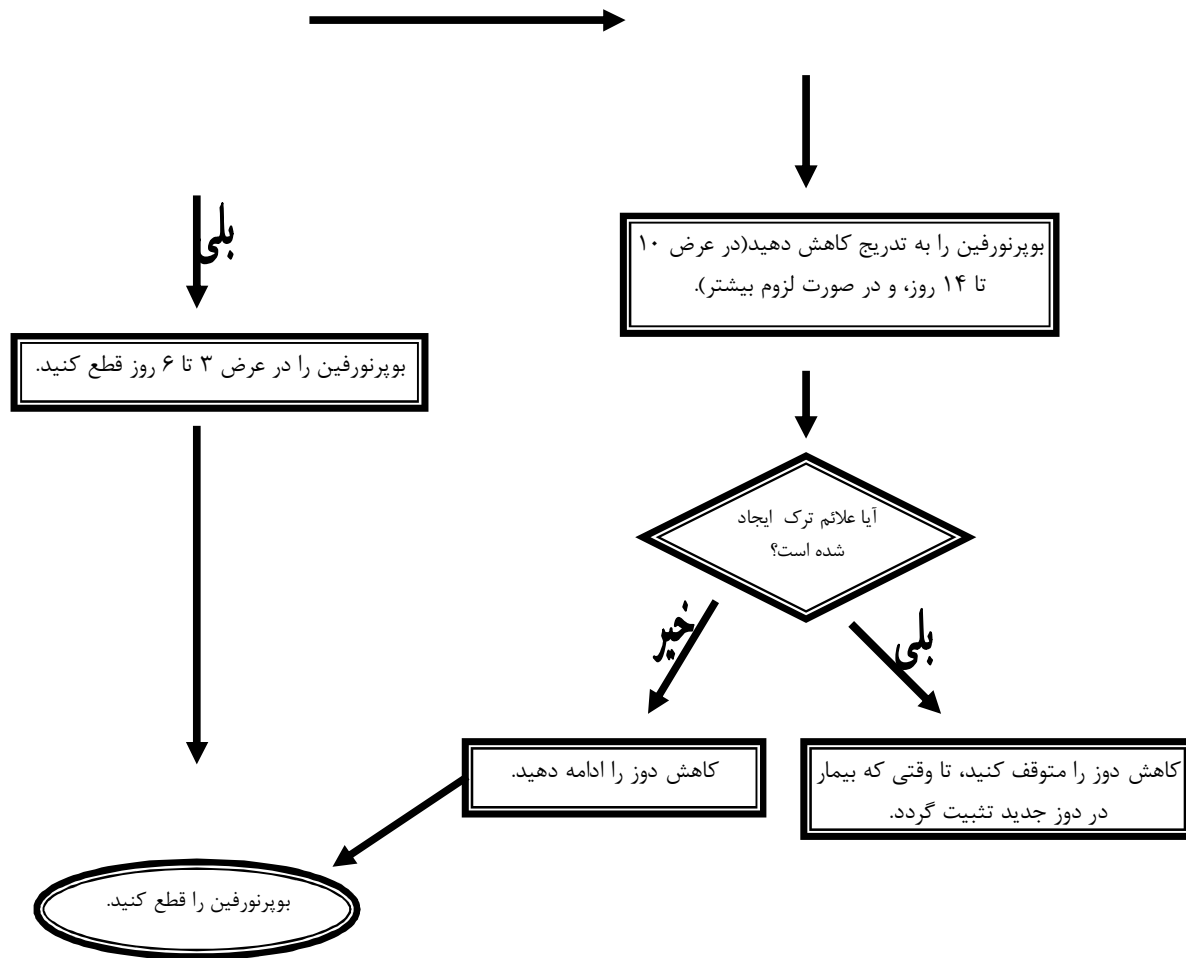 بلی
بوپرنورفین را به تدریج کاهش دهید(در عرض ۱۰
تا ۱۴ روز، و در صورت لزوم بیشتر).
بوپرنورفین را در عرض ۳ تا ۶ روز قطع کنید.
آیا علائم ترک ایجاد
شده است؟
خیر
بلی
کاهش دوز را متوقف کنید، تا وقتی که بیمار
در دوز جدید تثبیت گردد.
کاهش دوز را ادامه دهید.
بوپرنورفین را قطع کنید.